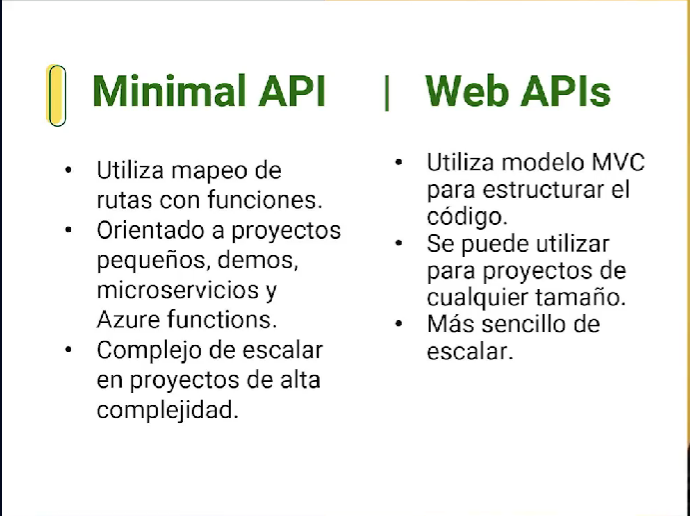 Minimal API | Web APIs
• Utiliza mapeo de
rutas con funciones.
• Orientado a proyectos
pequeños, demos,
microservicios y
Azure functions.
• Complejo de escalar
en proyectos de alta
complejidad.
• Utiliza modelo MVC
para estructurar el
código.
• Se puede utilizar
para proyectos de
cualquier tamaño.
• Más sencillo de
escalar.